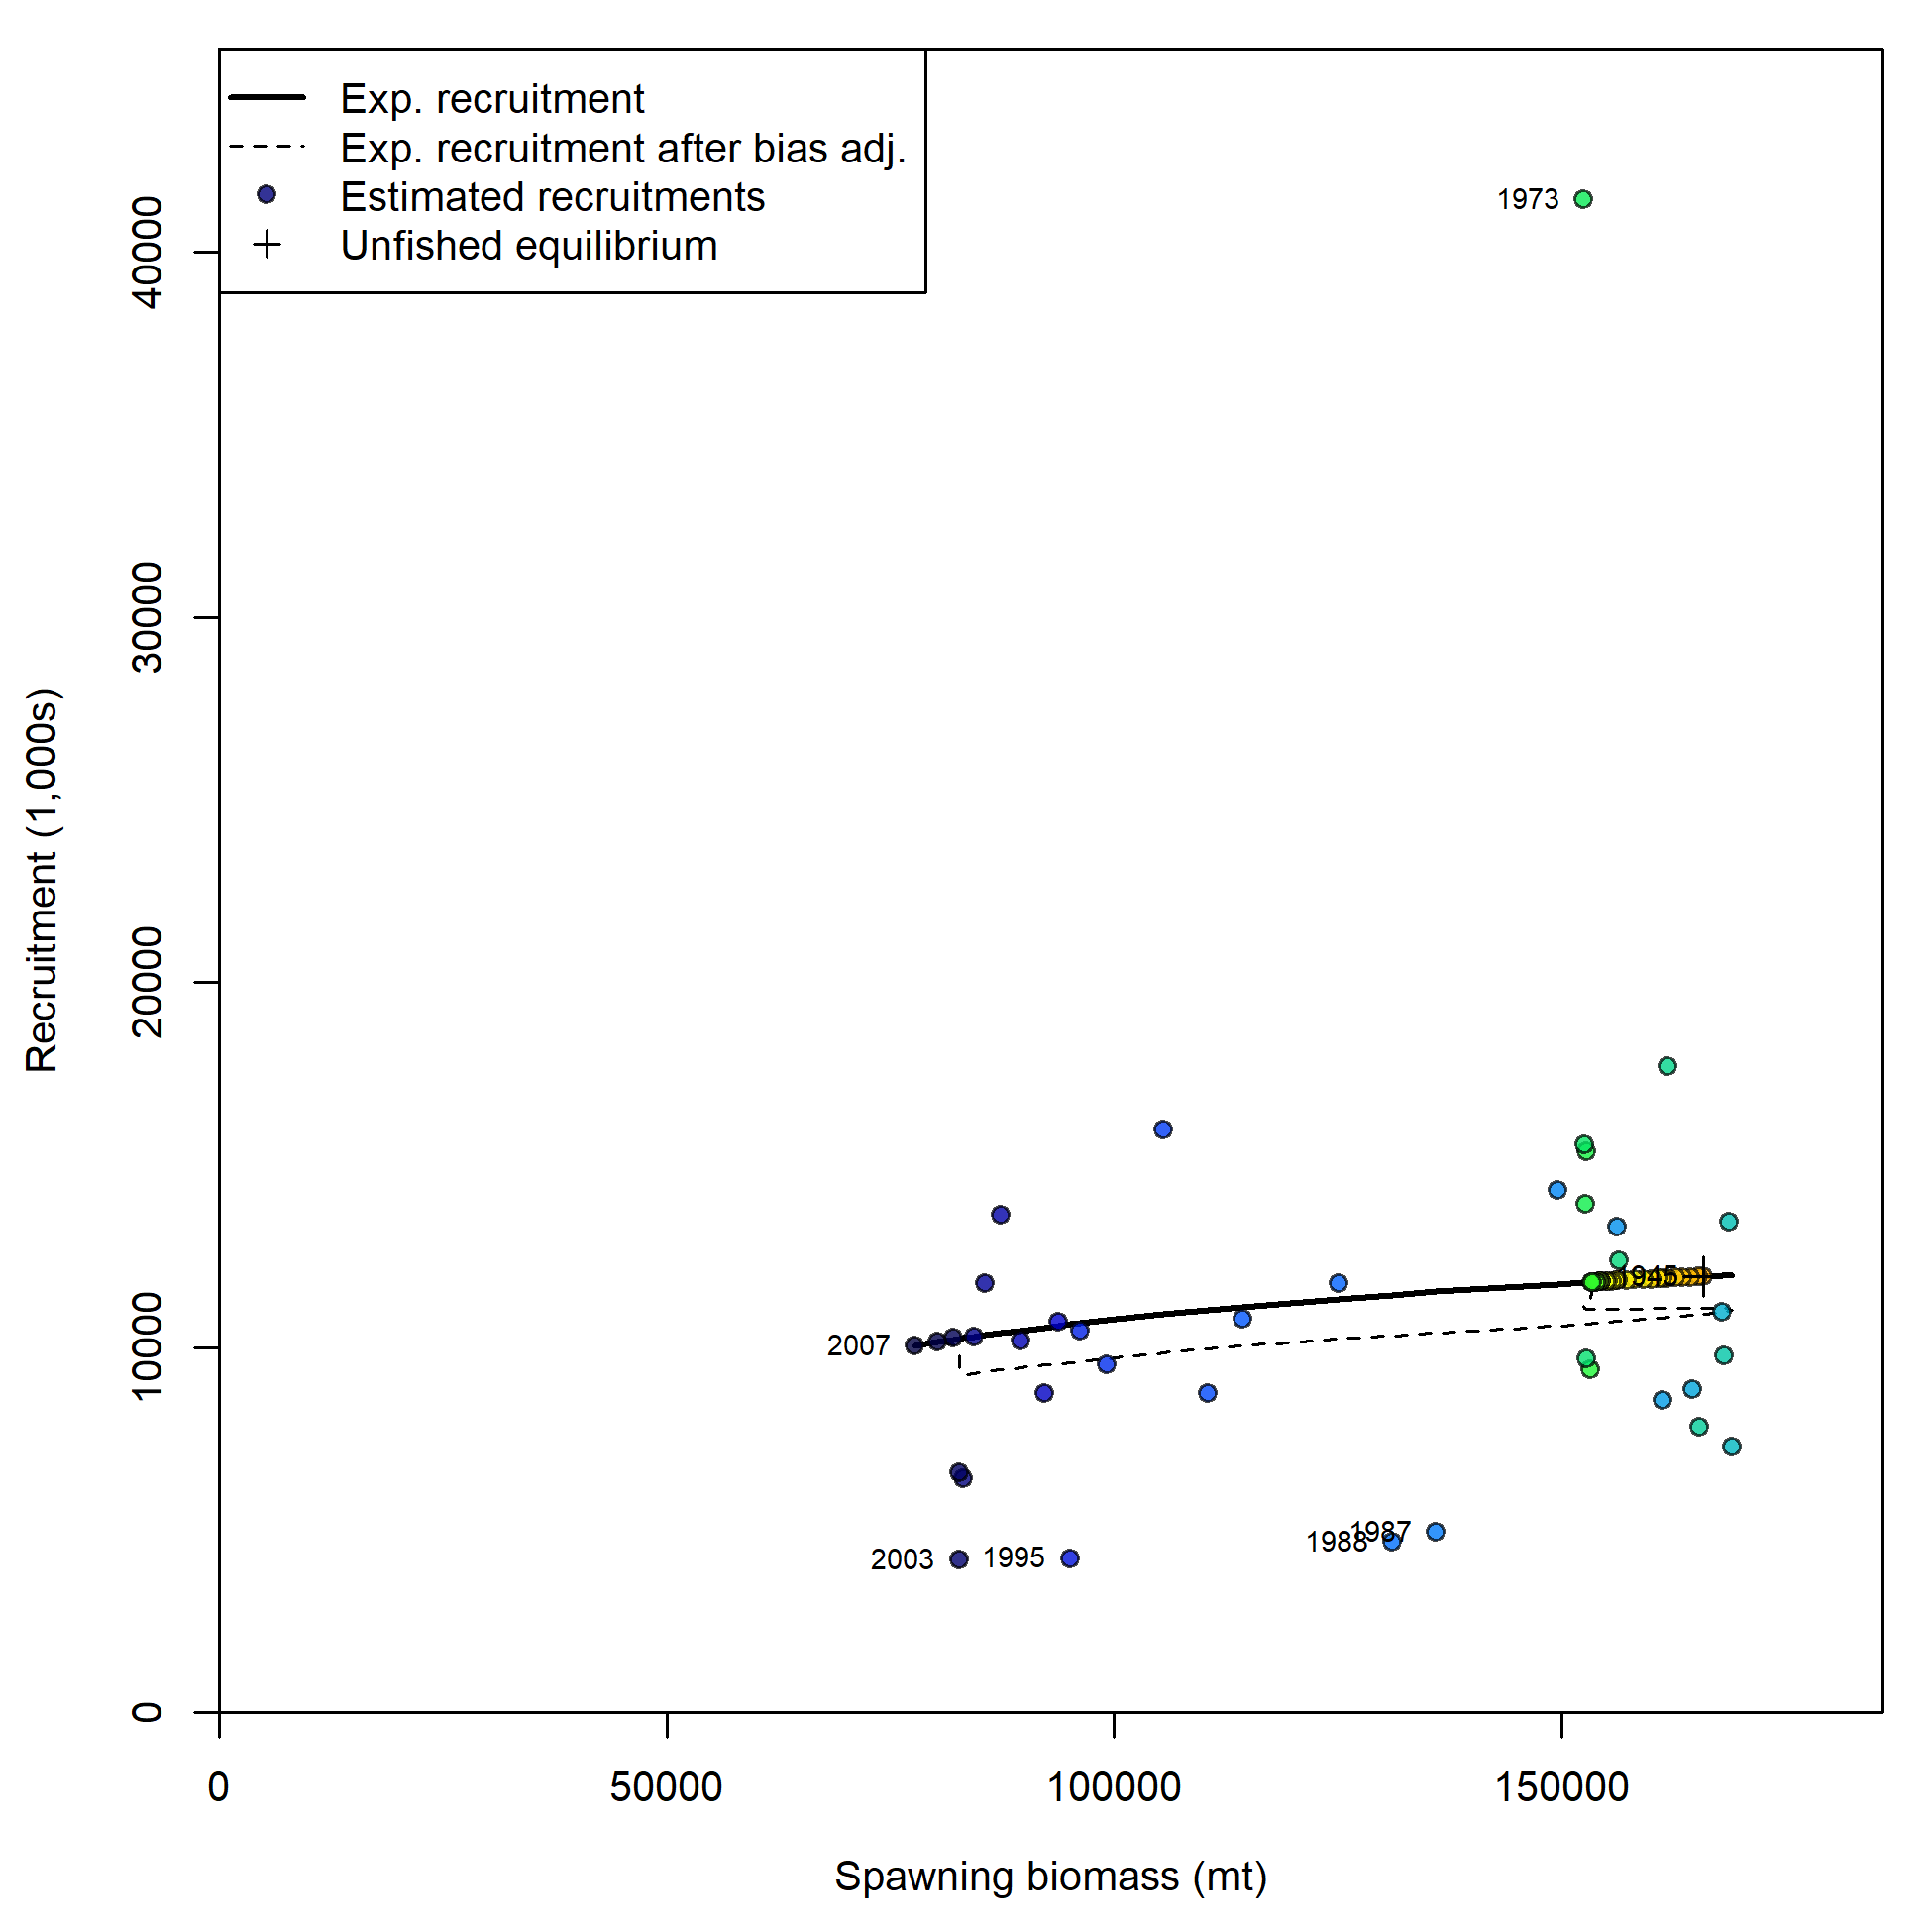 Exp. recruitment
Exp. recruitment after bias adj.
Estimated recruitments
Unfished equilibrium
1973
40000
30000
20000
10000
0
Recruitment (1,000s)
1945
2007
1987
1988
1995
2003
0
50000
100000
150000
Spawning biomass (mt)